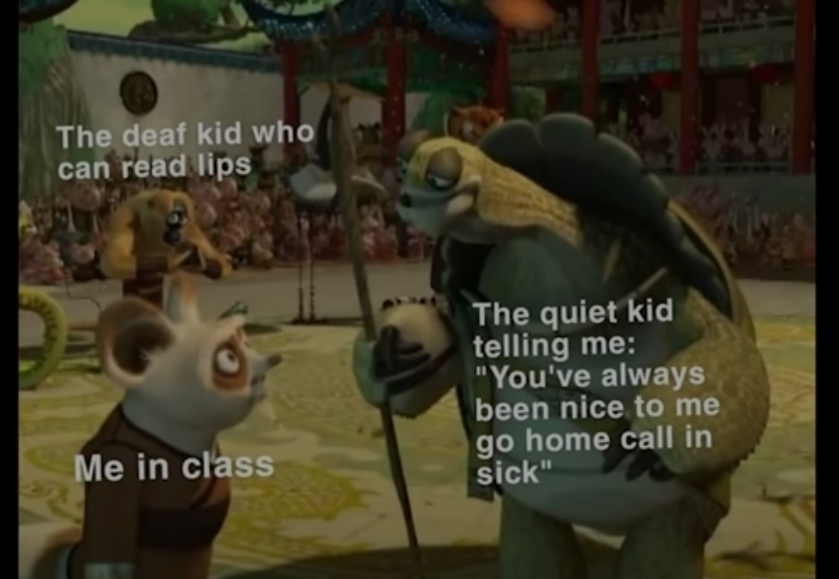 The deaf kid who
can read lips
The quiet kid
telling me:
"You've always
been nice to me
go home call in
sick"
Me in class